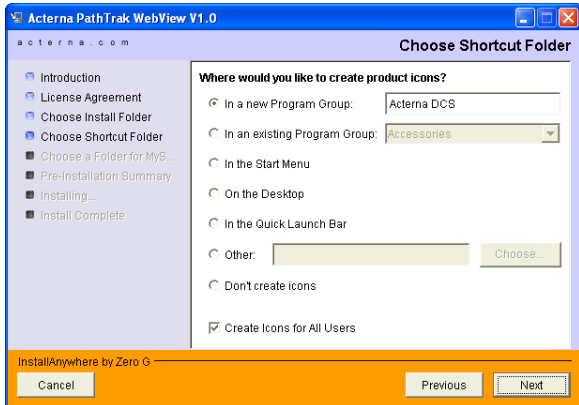 Acterna PathTrak WebView V1.0
acterna.com
Choose Shortcut Folder
Introduction
License Agreement
Choose Install Folder
Choose Shortcut Folder
Choose a Folder for MyS...
Pre-Installation Summary
Installing...
Install Complete
Where would you like to create product icons?
In a new Program Group: Acterna DCS
In an existing Program Group: Accessories
In the Start Menu
On the Desktop
In the Quick Launch Bar
Other: Choose...
Don't create icons
Create Icons for All Users
InstallAnywhere by Zero G
Cancel Previous Next